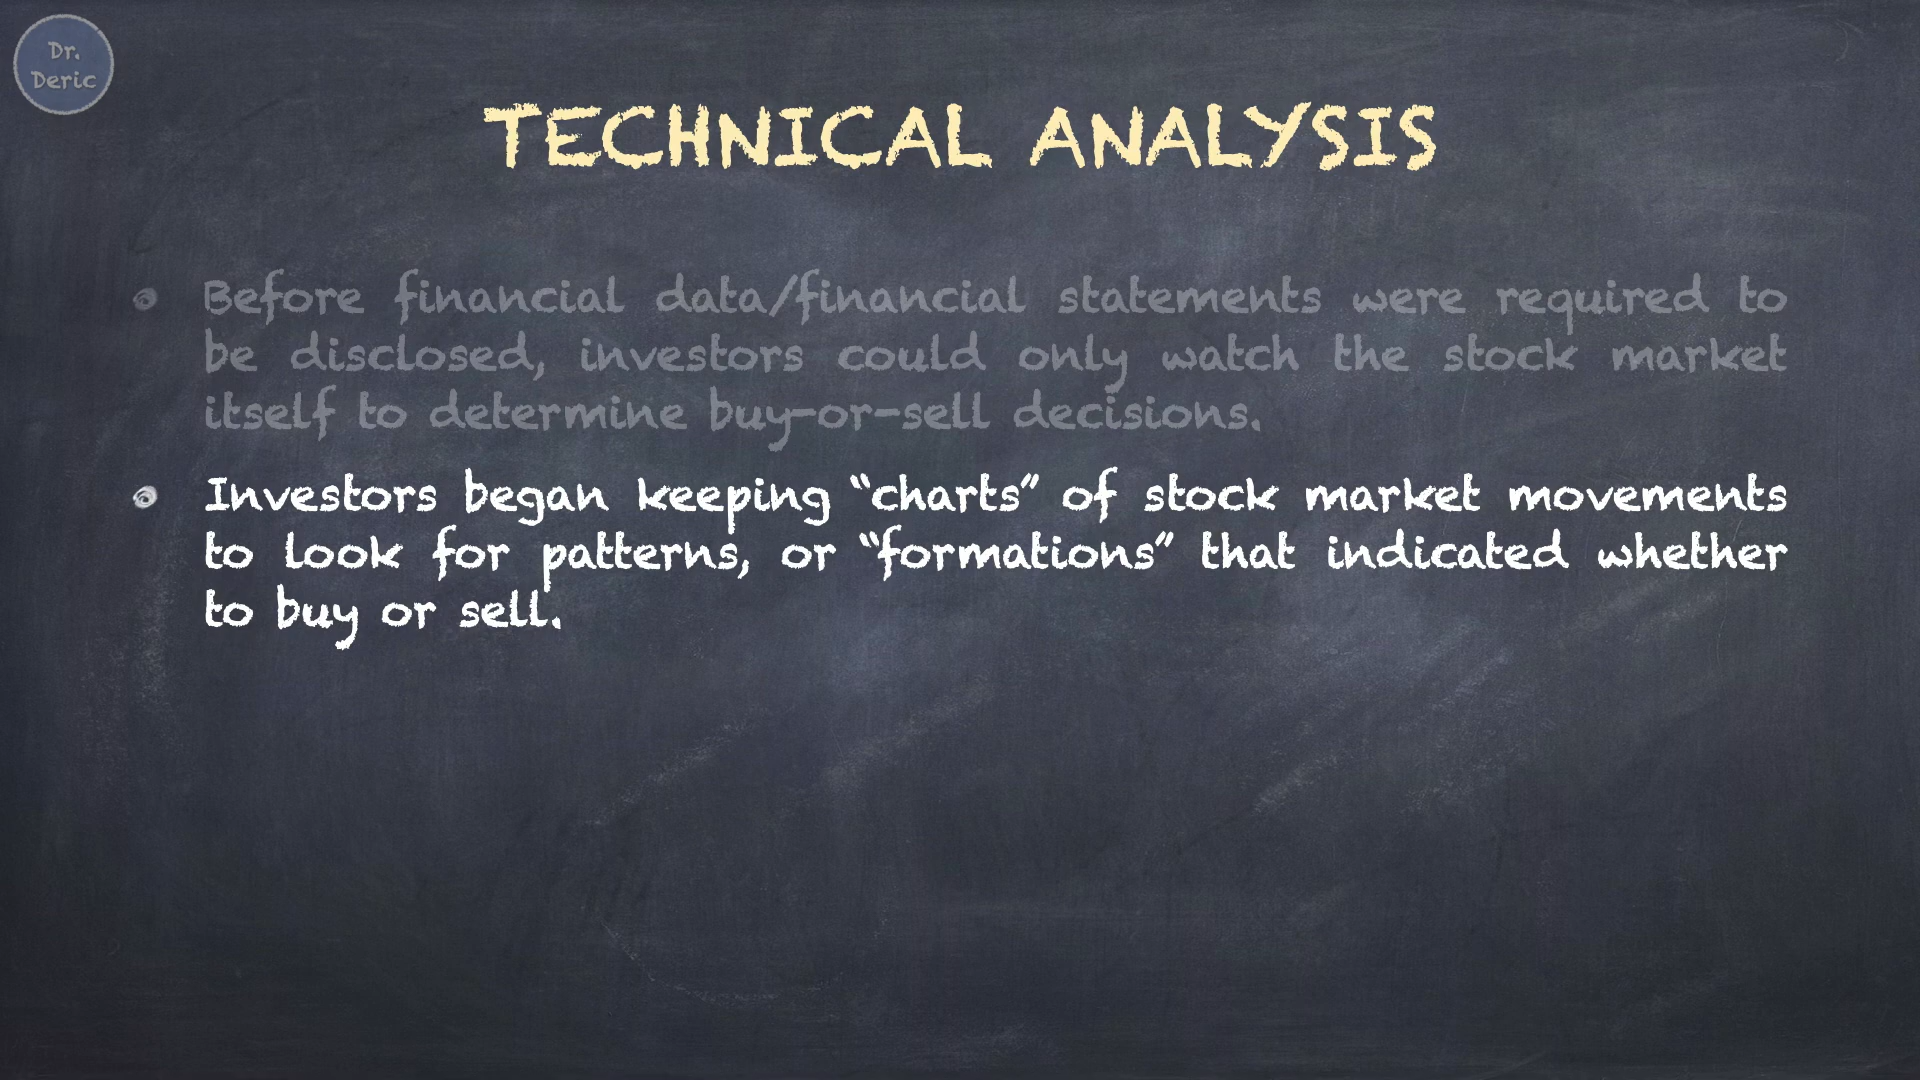 Dr.
Deric
TECHNICAL ANALYSIS
Before financial data/financial statements were required to
be disclosed, investors could only watch the stock market
itself to determine buy-or-sell decisions.
Investors began keeping “charts” of stock market movements
to look for patterns, or “formations” that indicated whether
to buy or sell.